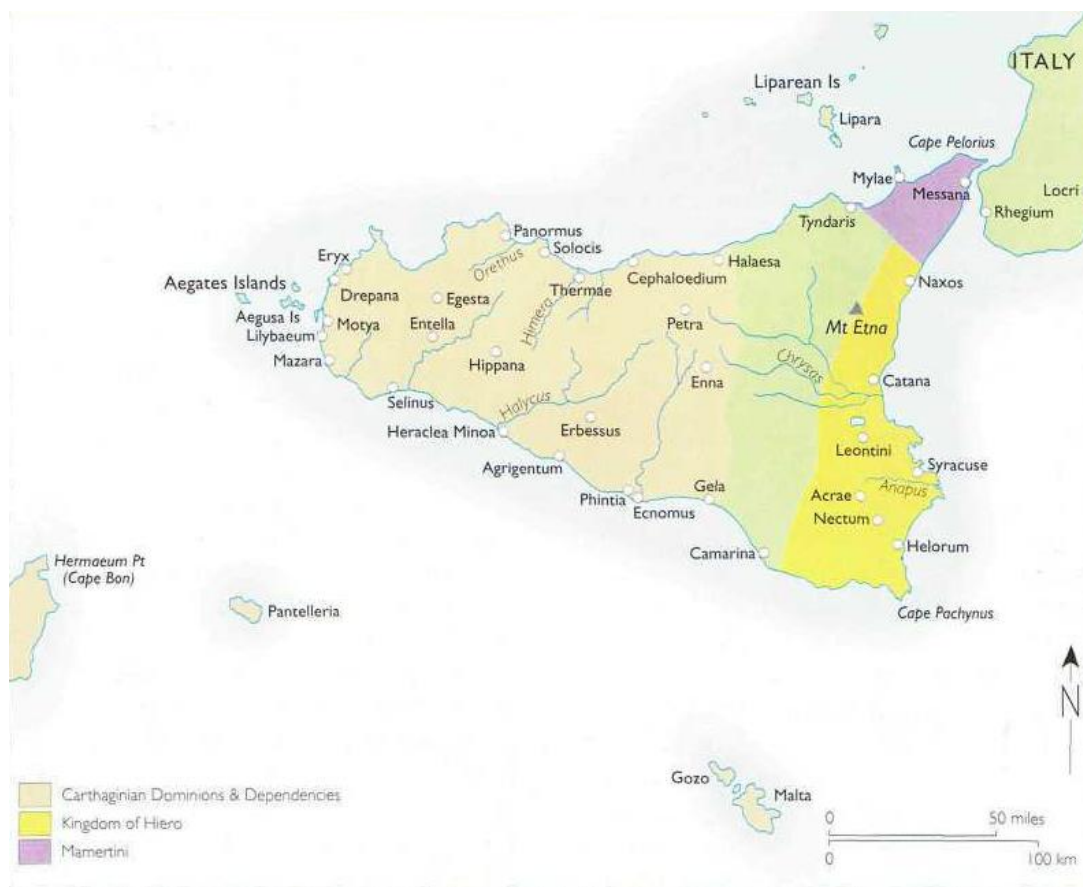 ITALY
Liparean Is
Lipara
Cape Pelorius
Mylae
Messana
Locri
Rhegium
Tyndaris
Panormus
Solocis
Orethus
Eryx
Halaesa
Cephaloedium
Thermae
Naxos
Aegates Islands
Drepana
Egesta
Aegusa Is
Himera
Petra
Mt Etna
Motya
Entella
Lilybaeum
Hippana
Chrysas
Mazara
Enna
Catana
Selinus
Halycus
Heraclea Minoa
Erbessus
Leontini
Agrigentum
Syracuse
Phintia
Gela
Acrae
Anapus
Ecnomus
Nectum
Camarina
Helorum
Hermaeum Pt
(Cape Bon)
Pantelleria
Cape Pachynus
N
Gozo
Malta
Carthaginian Dominions & Dependencies
Kingdom of Hiero
Mamertini
0 50 miles
0 100 km